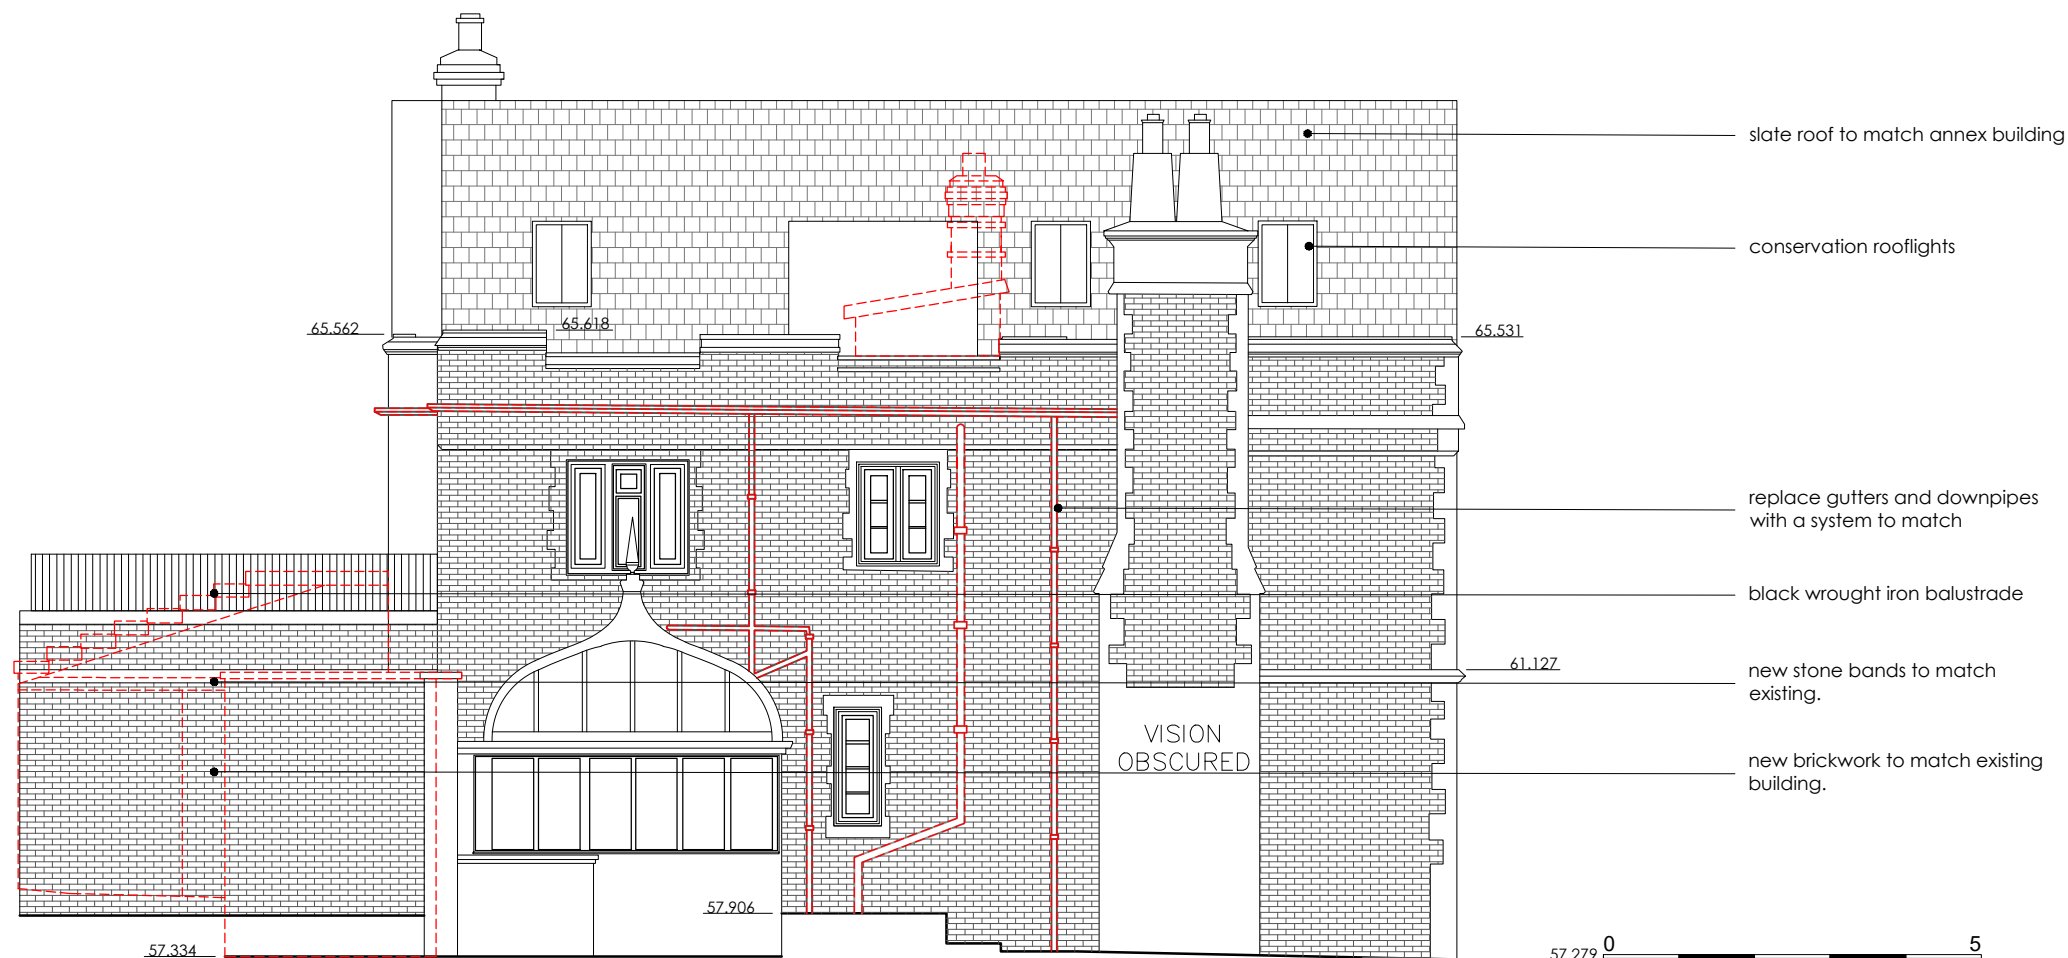 slate roof to match annex building
conservation rooflights
65.562
65.618
65.531
replace gutters and downpipes
with a system to match
black wrought iron balustrade
61.127
new stone bands to match
existing.
VISION
OBSCURED
new brickwork to match existing
building.
57.906
57.334
57.279
0 5